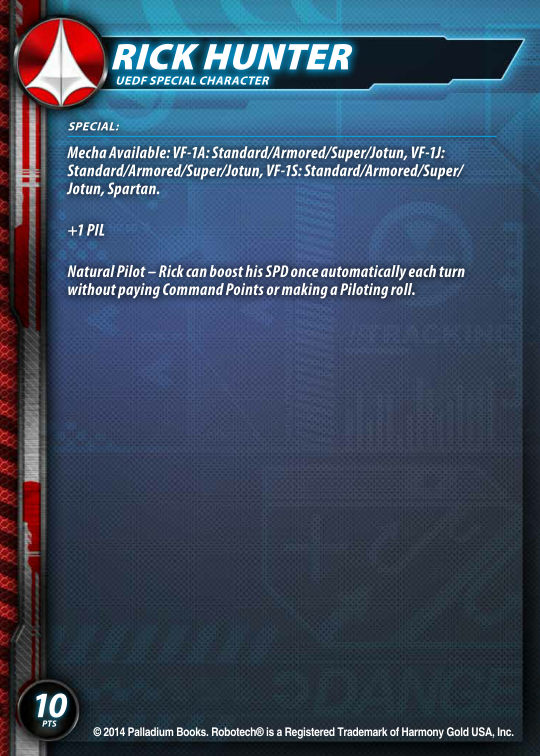 RICK HUNTER
UEDF SPECIAL CHARACTER
SPECIAL:
Mecha Available: VF-1A: Standard/Armored/Super/Jotun, VF-1J:
Standard/Armored/Super/Jotun, VF-1S: Standard/Armored/Super/
Jotun, Spartan.
+1 PIL
Natural Pilot – Rick can boost his SPD once automatically each turn
without paying Command Points or making a Piloting roll.
TRACKING
10
PTS
© 2014 Palladium Books. Robotech® is a Registered Trademark of Harmony Gold USA, Inc.